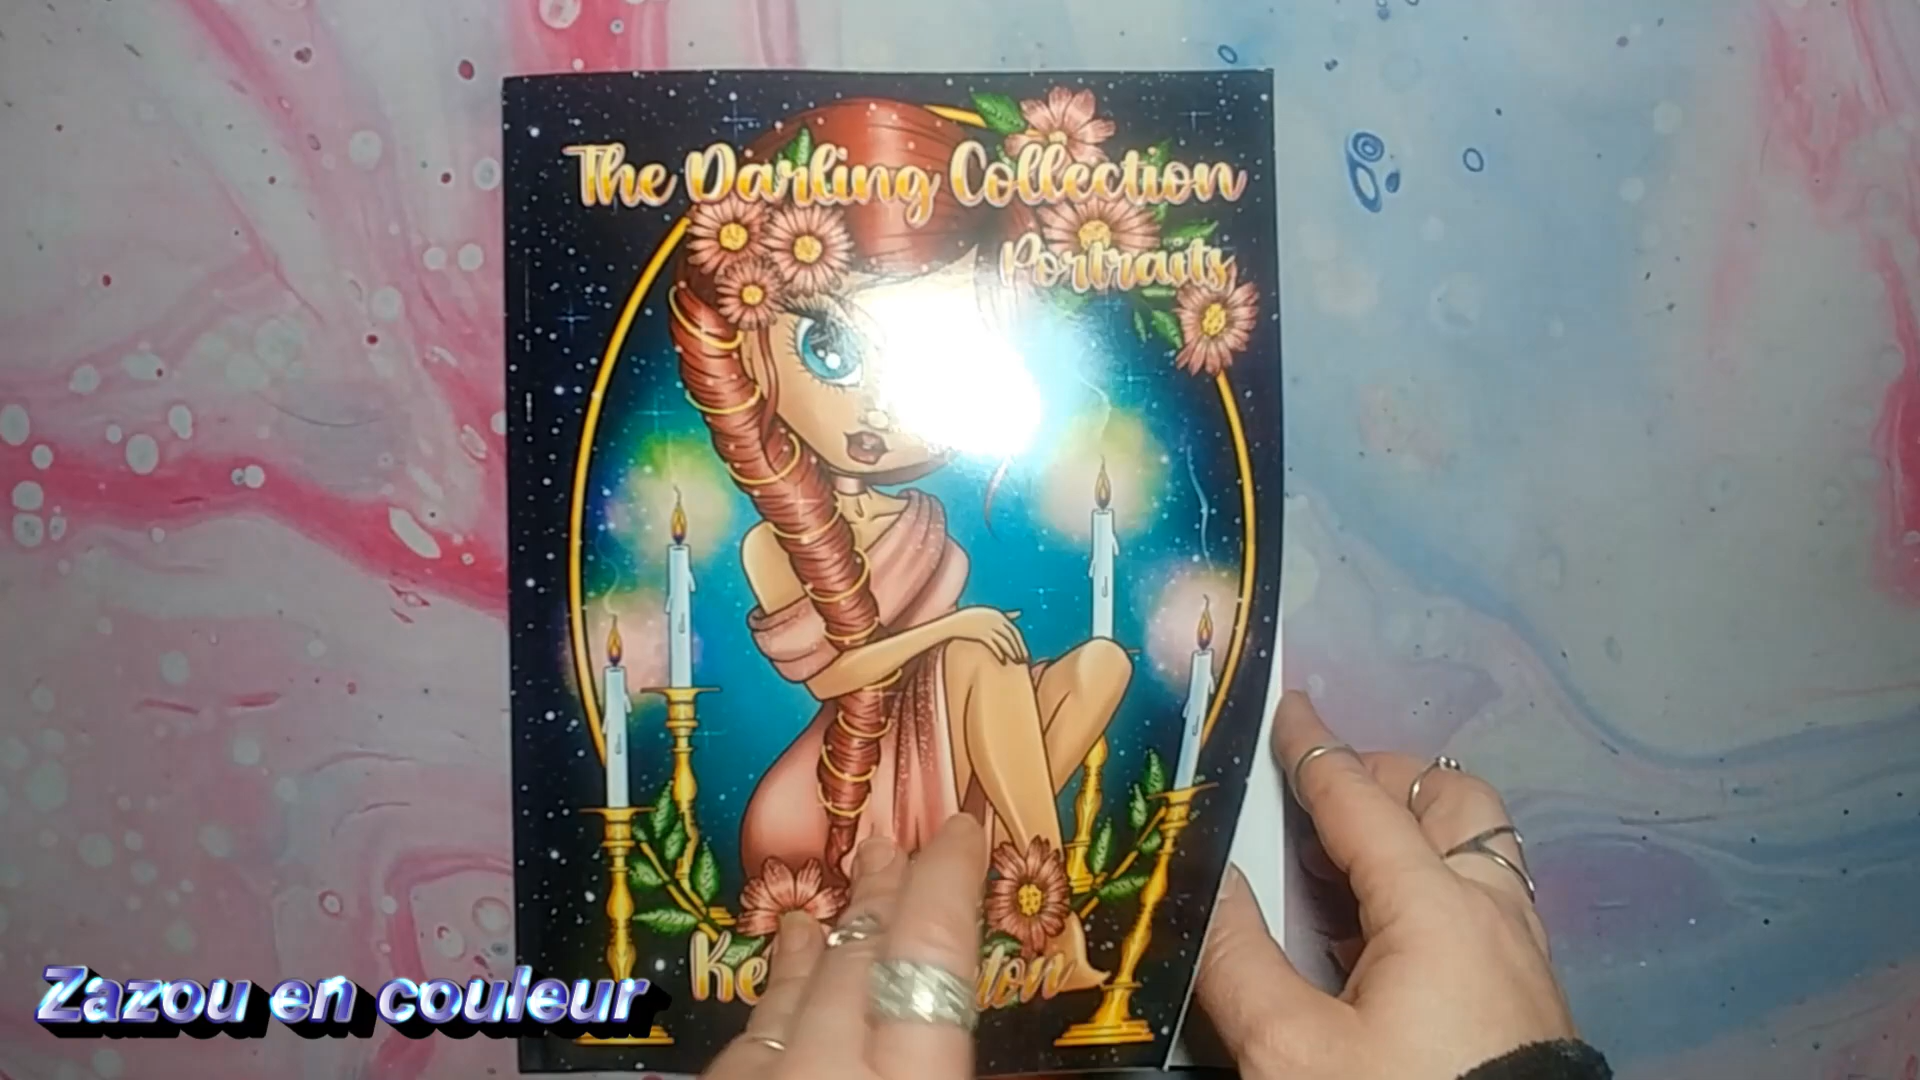 The Darling Collection
Portraits
Zazou en couleur